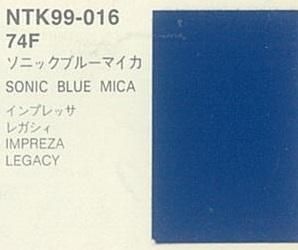 NTK99-016
74F
ソニックブルーマイカ
SONIC BLUE MICA
インプレッサ
レガシィ
IMPREZA
LEGACY